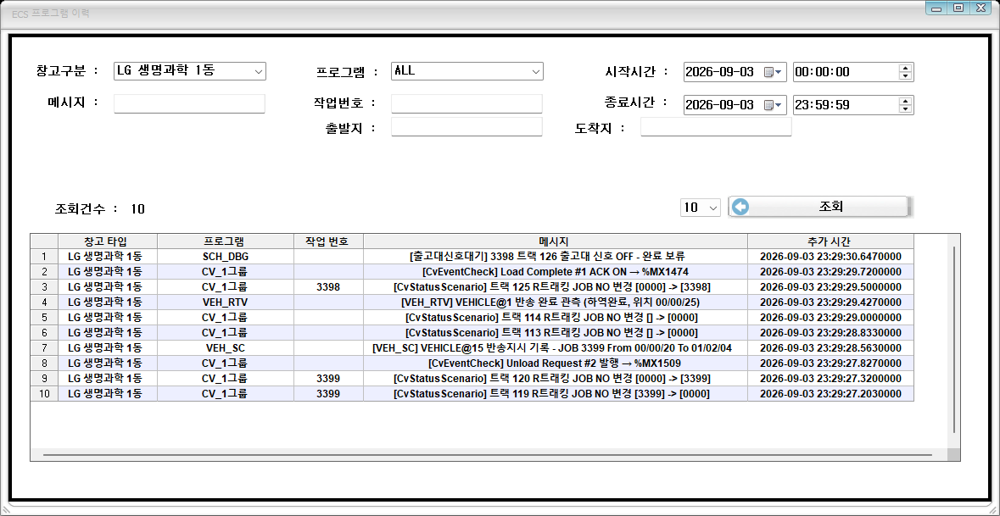 ECS 프로그램 이력
창고구분 : LG 생명과학 1동 프로그램 : ALL 시작시간 : 2026-09-03 00:00:00
메시지 : 작업번호 : 종료시간 : 2026-09-03 23:59:59
출발지 : 도착지 :
조회건수 : 10 10 조회
창고 타입 프로그램 작업 번호 메시지 추가 시간
1 LG 생명과학 1동 SCH_DBG [출고대신호대기] 3398 트랙 126 출고대 신호 OFF - 완료 보류 2026-09-03 23:29:30.6470000
2 LG 생명과학 1동 CV_1그룹 [CvEventCheck] Load Complete #1 ACK ON → %MX1474 2026-09-03 23:29:29.7200000
3 LG 생명과학 1동 CV_1그룹 3398 [CvStatusScenario] 트랙 125 R트래킹 JOB NO 변경 [0000] -> [3398] 2026-09-03 23:29:29.5000000
4 LG 생명과학 1동 VEH_RTV [VEH_RTV] VEHICLE@1 반송 완료 관측 (하역완료, 위치 00/00/25) 2026-09-03 23:29:29.4270000
5 LG 생명과학 1동 CV_1그룹 [CvStatusScenario] 트랙 114 R트래킹 JOB NO 변경 [] -> [0000] 2026-09-03 23:29:29.0000000
6 LG 생명과학 1동 CV_1그룹 [CvStatusScenario] 트랙 113 R트래킹 JOB NO 변경 [] -> [0000] 2026-09-03 23:29:28.8330000
7 LG 생명과학 1동 VEH_SC [VEH_SC] VEHICLE@15 반송지시 기록 - JOB 3399 From 00/00/20 To 01/02/04 2026-09-03 23:29:28.5630000
8 LG 생명과학 1동 CV_1그룹 [CvEventCheck] Unload Request #2 발행 → %MX1509 2026-09-03 23:29:27.8270000
9 LG 생명과학 1동 CV_1그룹 3399 [CvStatusScenario] 트랙 120 R트래킹 JOB NO 변경 [0000] -> [3399] 2026-09-03 23:29:27.3200000
10 LG 생명과학 1동 CV_1그룹 3399 [CvStatusScenario] 트랙 119 R트래킹 JOB NO 변경 [3399] -> [0000] 2026-09-03 23:29:27.2030000